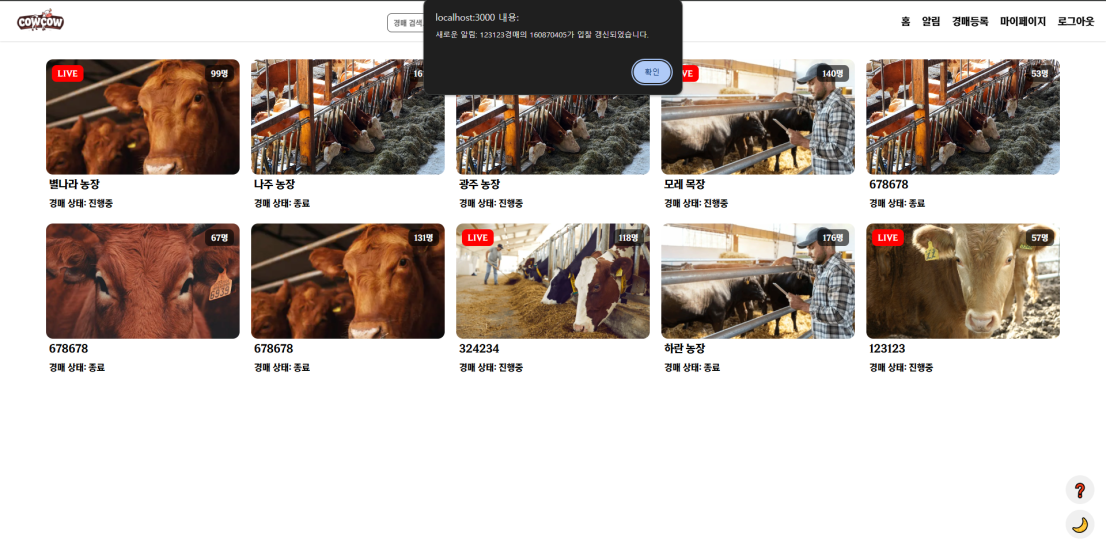 COWCOW
경매 검색
localhost:3000 내용:
새로운 알림: 123123경매의 160870405가 입찰 갱신되었습니다.
확인
홈 알림 경매등록 마이페이지 로그아웃
LIVE 99명
별나라 농장
경매 상태: 진행중
16
나주 농장
경매 상태: 종료
광주 농장
경매 상태: 진행중
VE 140명
모레 목장
경매 상태: 진행중
53명
678678
경매 상태: 종료
67명
678678
경매 상태: 종료
131명
678678
경매 상태: 종료
LIVE 118명
324234
경매 상태: 진행중
176명
하란 농장
경매 상태: 종료
LIVE 57명
123123
경매 상태: 진행중